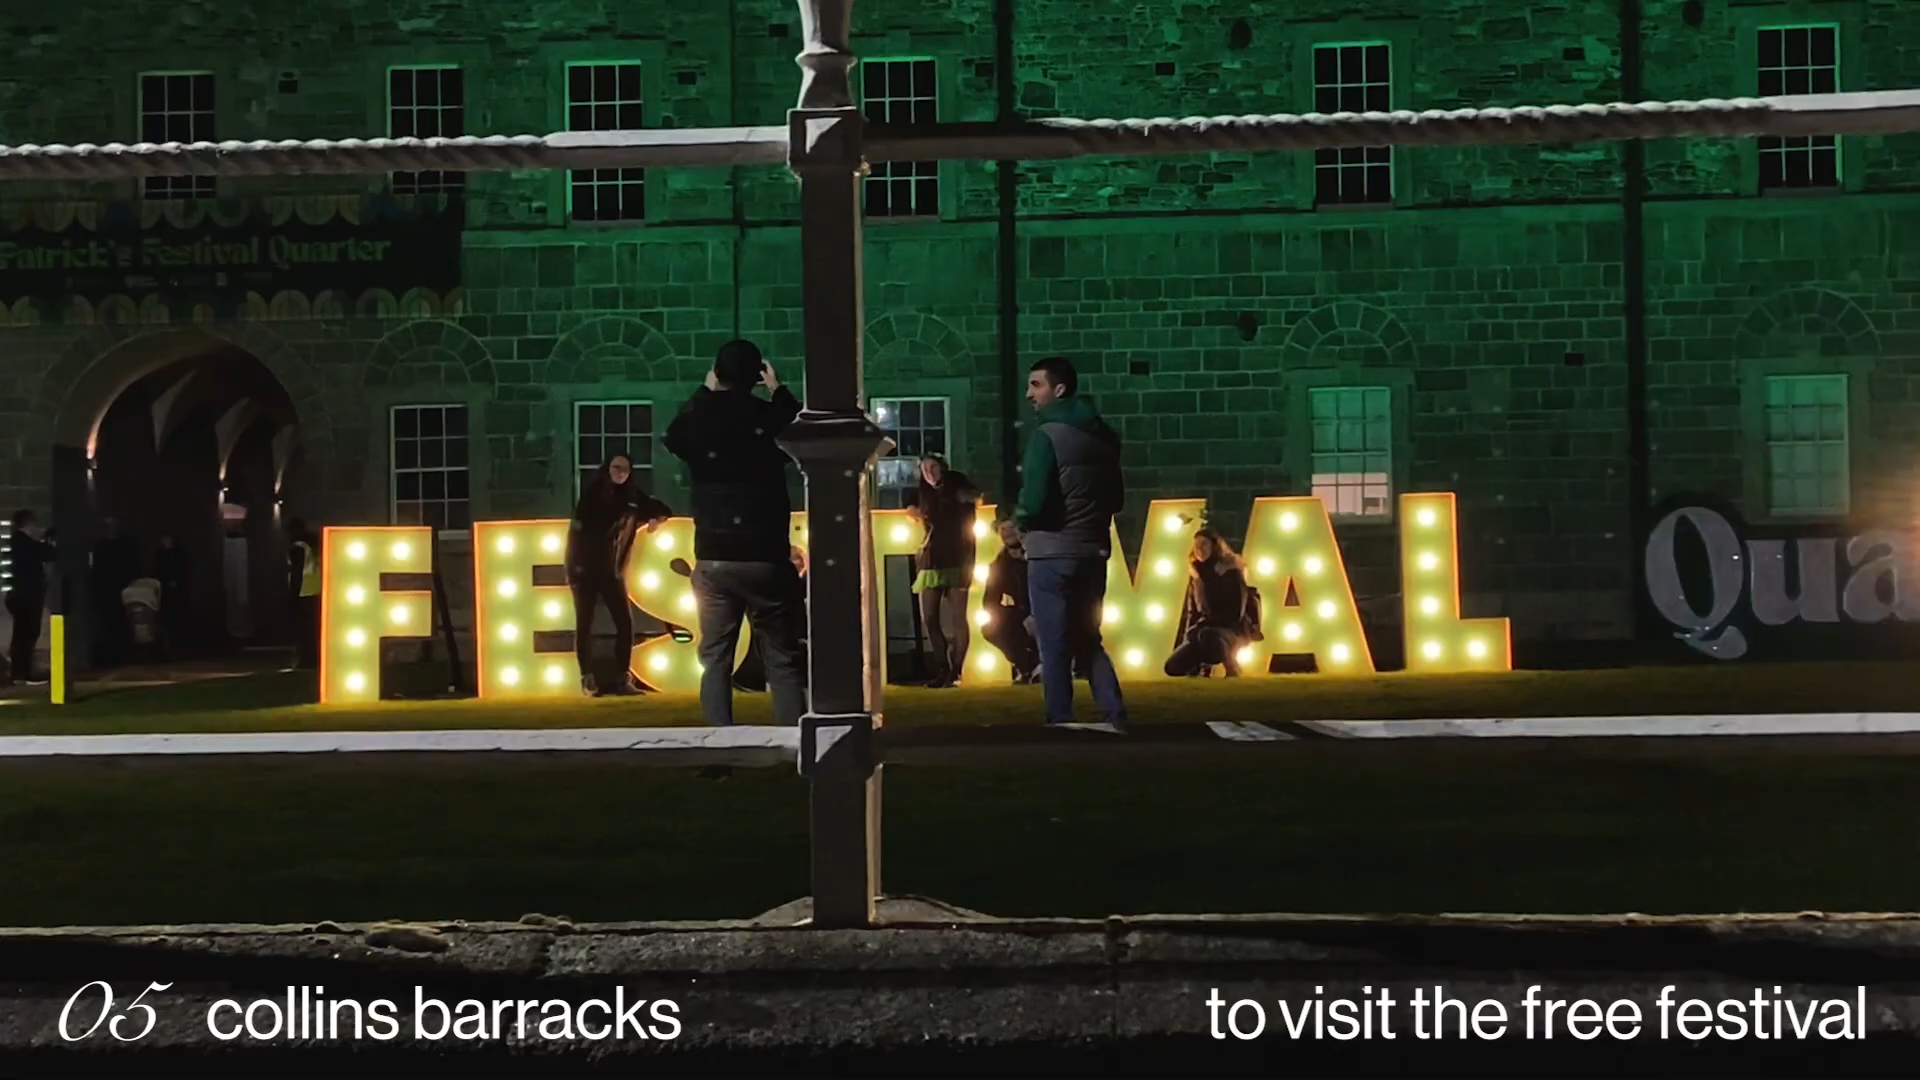 Patrick's Festival Quarter
FESTIVAL
Qua
05 collins barracks
to visit the free festival